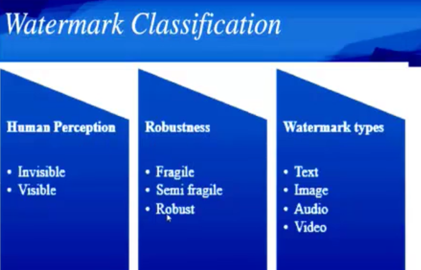 Watermark Classification
Human Perception
• Invisible
• Visible
Robustness
• Fragile
• Semi fragile
• Robust
Watermark types
• Text
• Image
• Audio
• Video